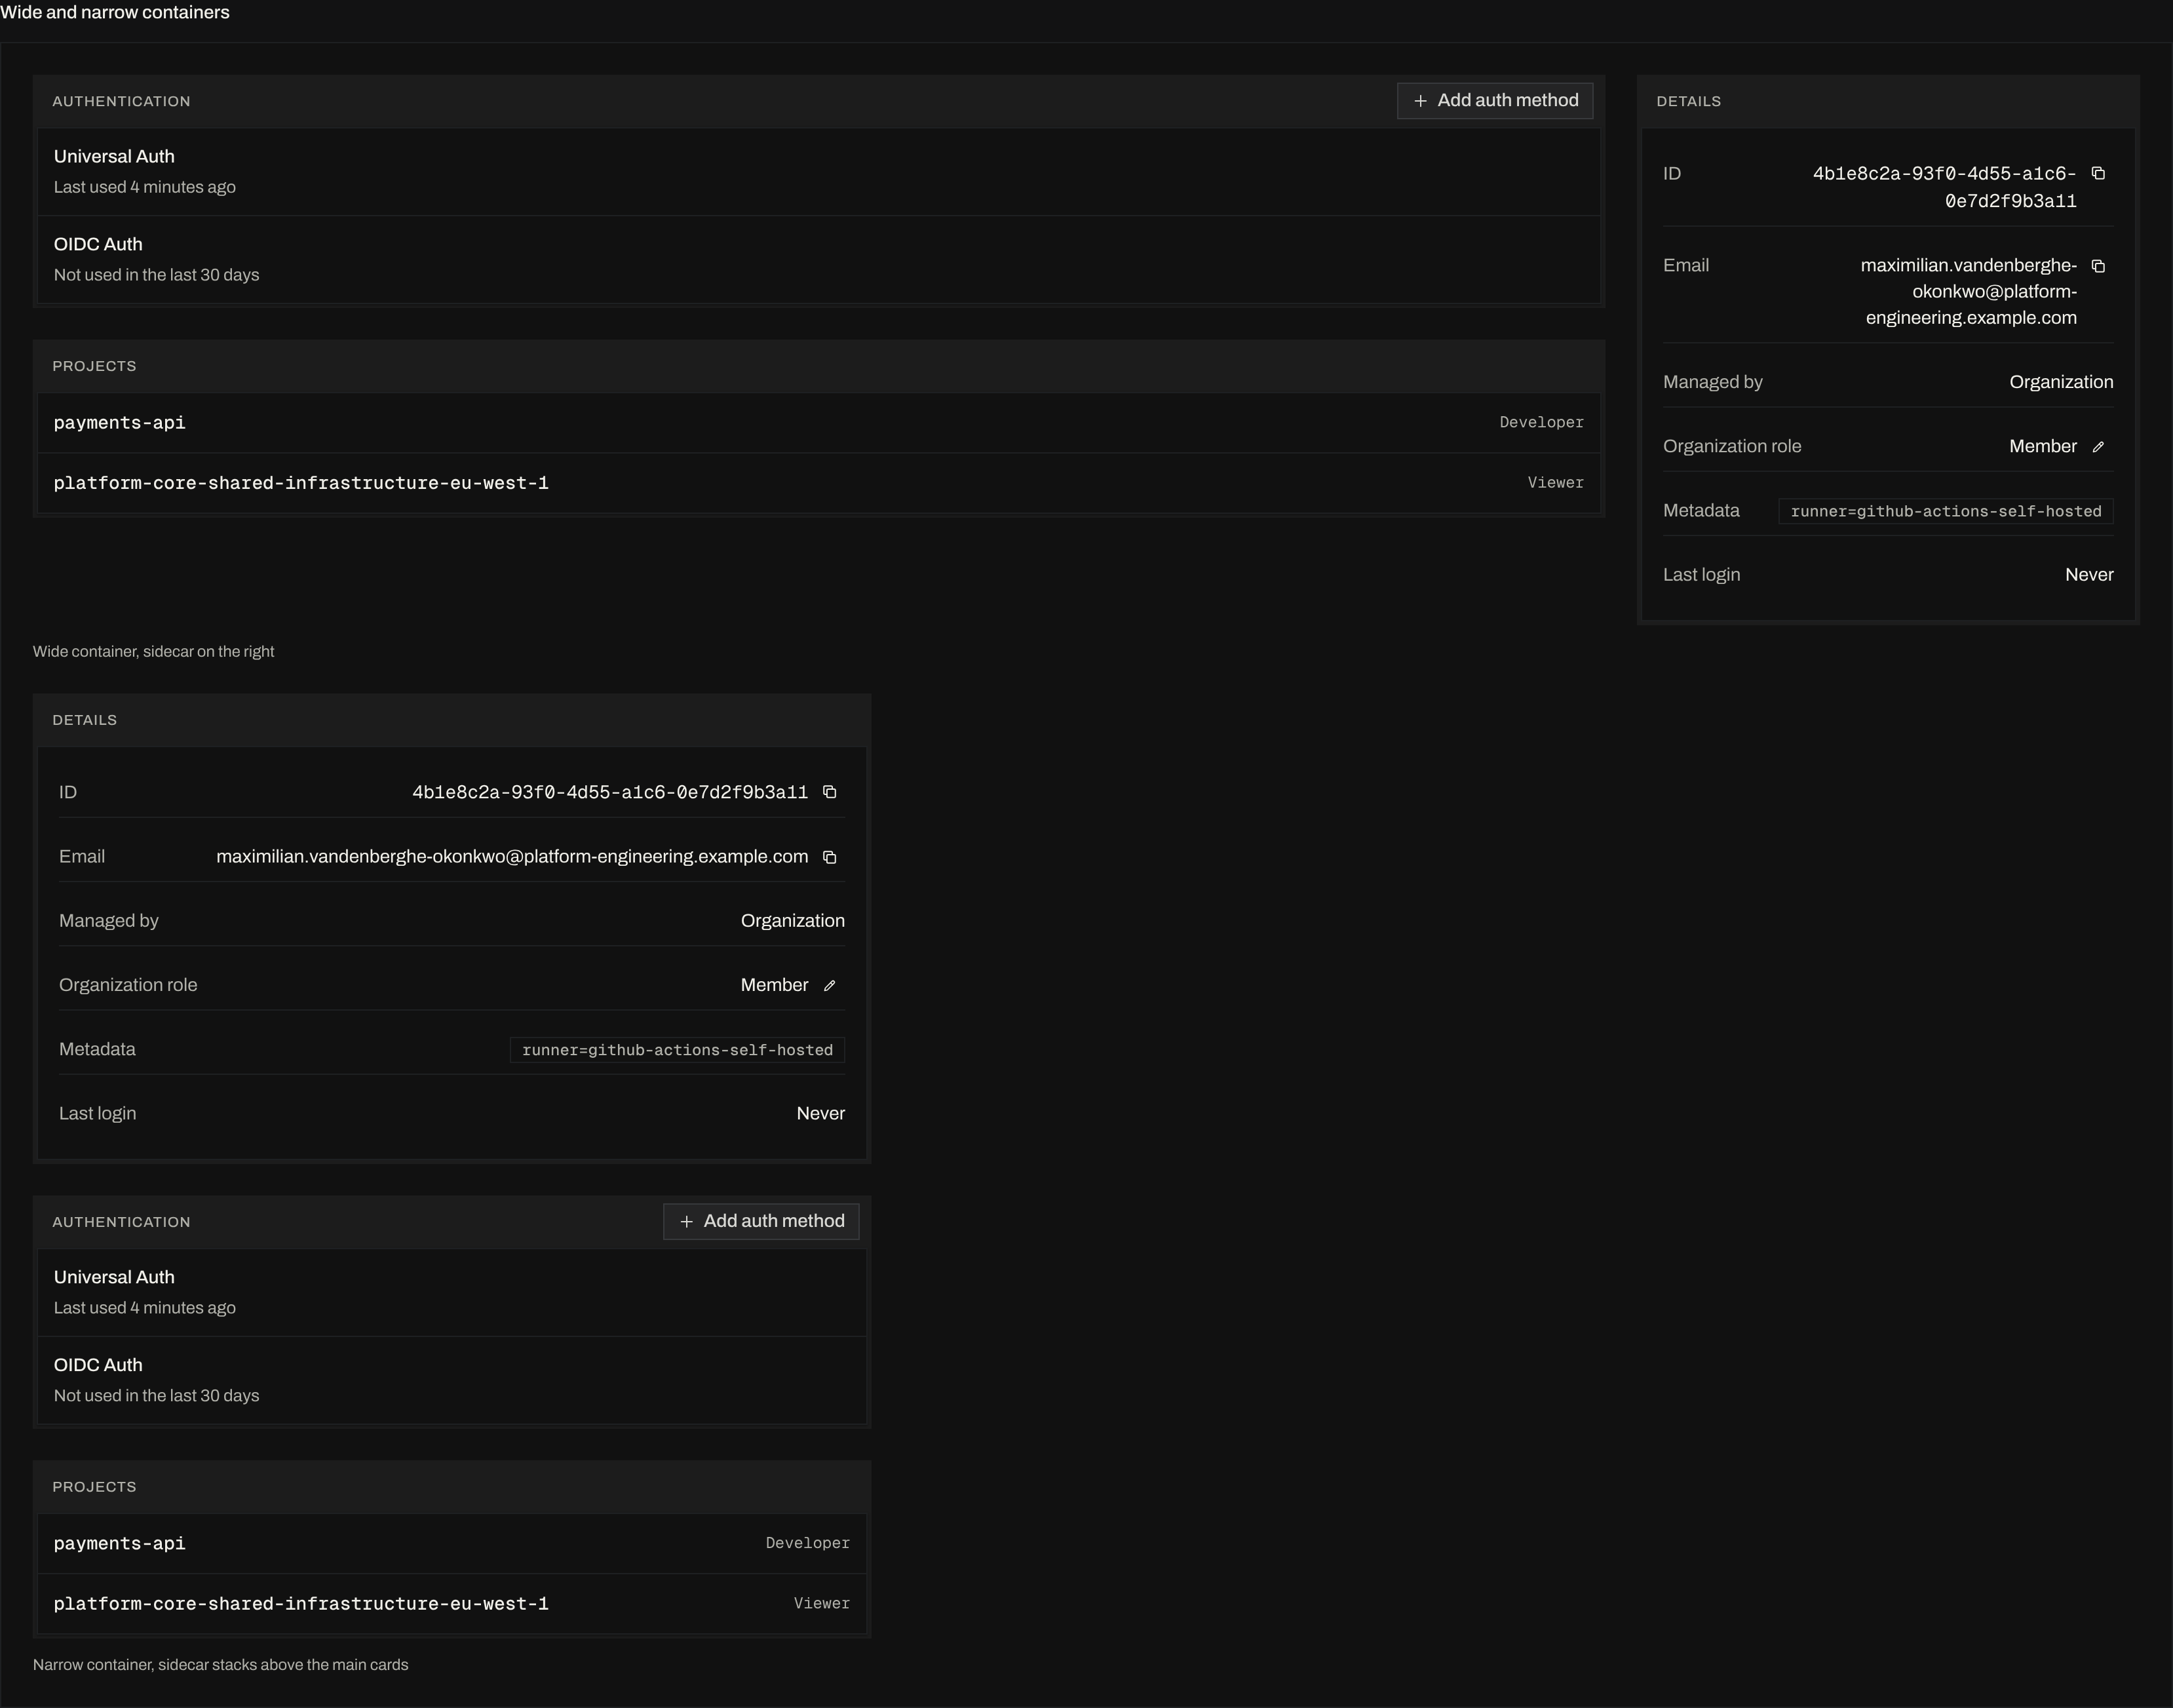 Wide and narrow containers
AUTHENTICATION
Add auth method
Universal Auth
Last used 4 minutes ago
OIDC Auth
Not used in the last 30 days
PROJECTS
payments-api
Developer
platform-core-shared-infrastructure-eu-west-1
Viewer
DETAILS
ID
4b1e8c2a-93f0-4d55-a1c6-
0e7d2f9b3a11
Email
maximilian.vandenberghe-
okonkwo@platform-
engineering.example.com
Managed by
Organization
Organization role
Member
Metadata
runner=github-actions-self-hosted
Last login
Never
Wide container, sidecar on the right
DETAILS
ID
4b1e8c2a-93f0-4d55-a1c6-0e7d2f9b3a11
Email
maximilian.vandenberghe-okonkwo@platform-engineering.example.com
Managed by
Organization
Organization role
Member
Metadata
runner=github-actions-self-hosted
Last login
Never
AUTHENTICATION
Add auth method
Universal Auth
Last used 4 minutes ago
OIDC Auth
Not used in the last 30 days
PROJECTS
payments-api
Developer
platform-core-shared-infrastructure-eu-west-1
Viewer
Narrow container, sidecar stacks above the main cards